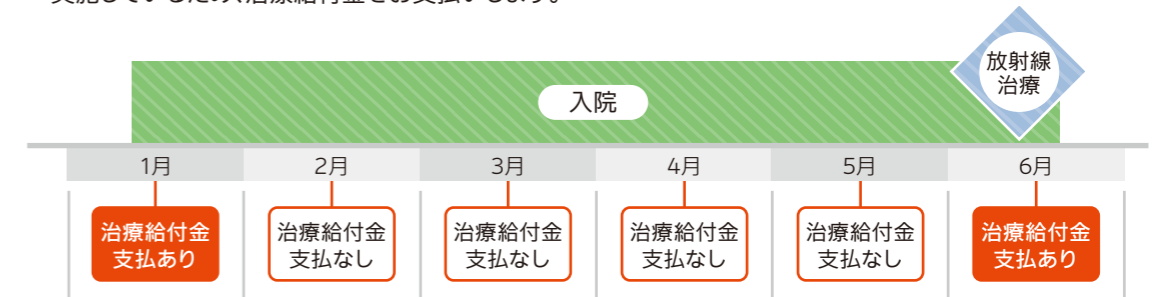 放射線
治療
入院
1月 2月 3月 4月 5月 6月
治療給付金 治療給付金 治療給付金 治療給付金 治療給付金 治療給付金
支払あり 支払なし 支払なし 支払なし 支払なし 支払あり